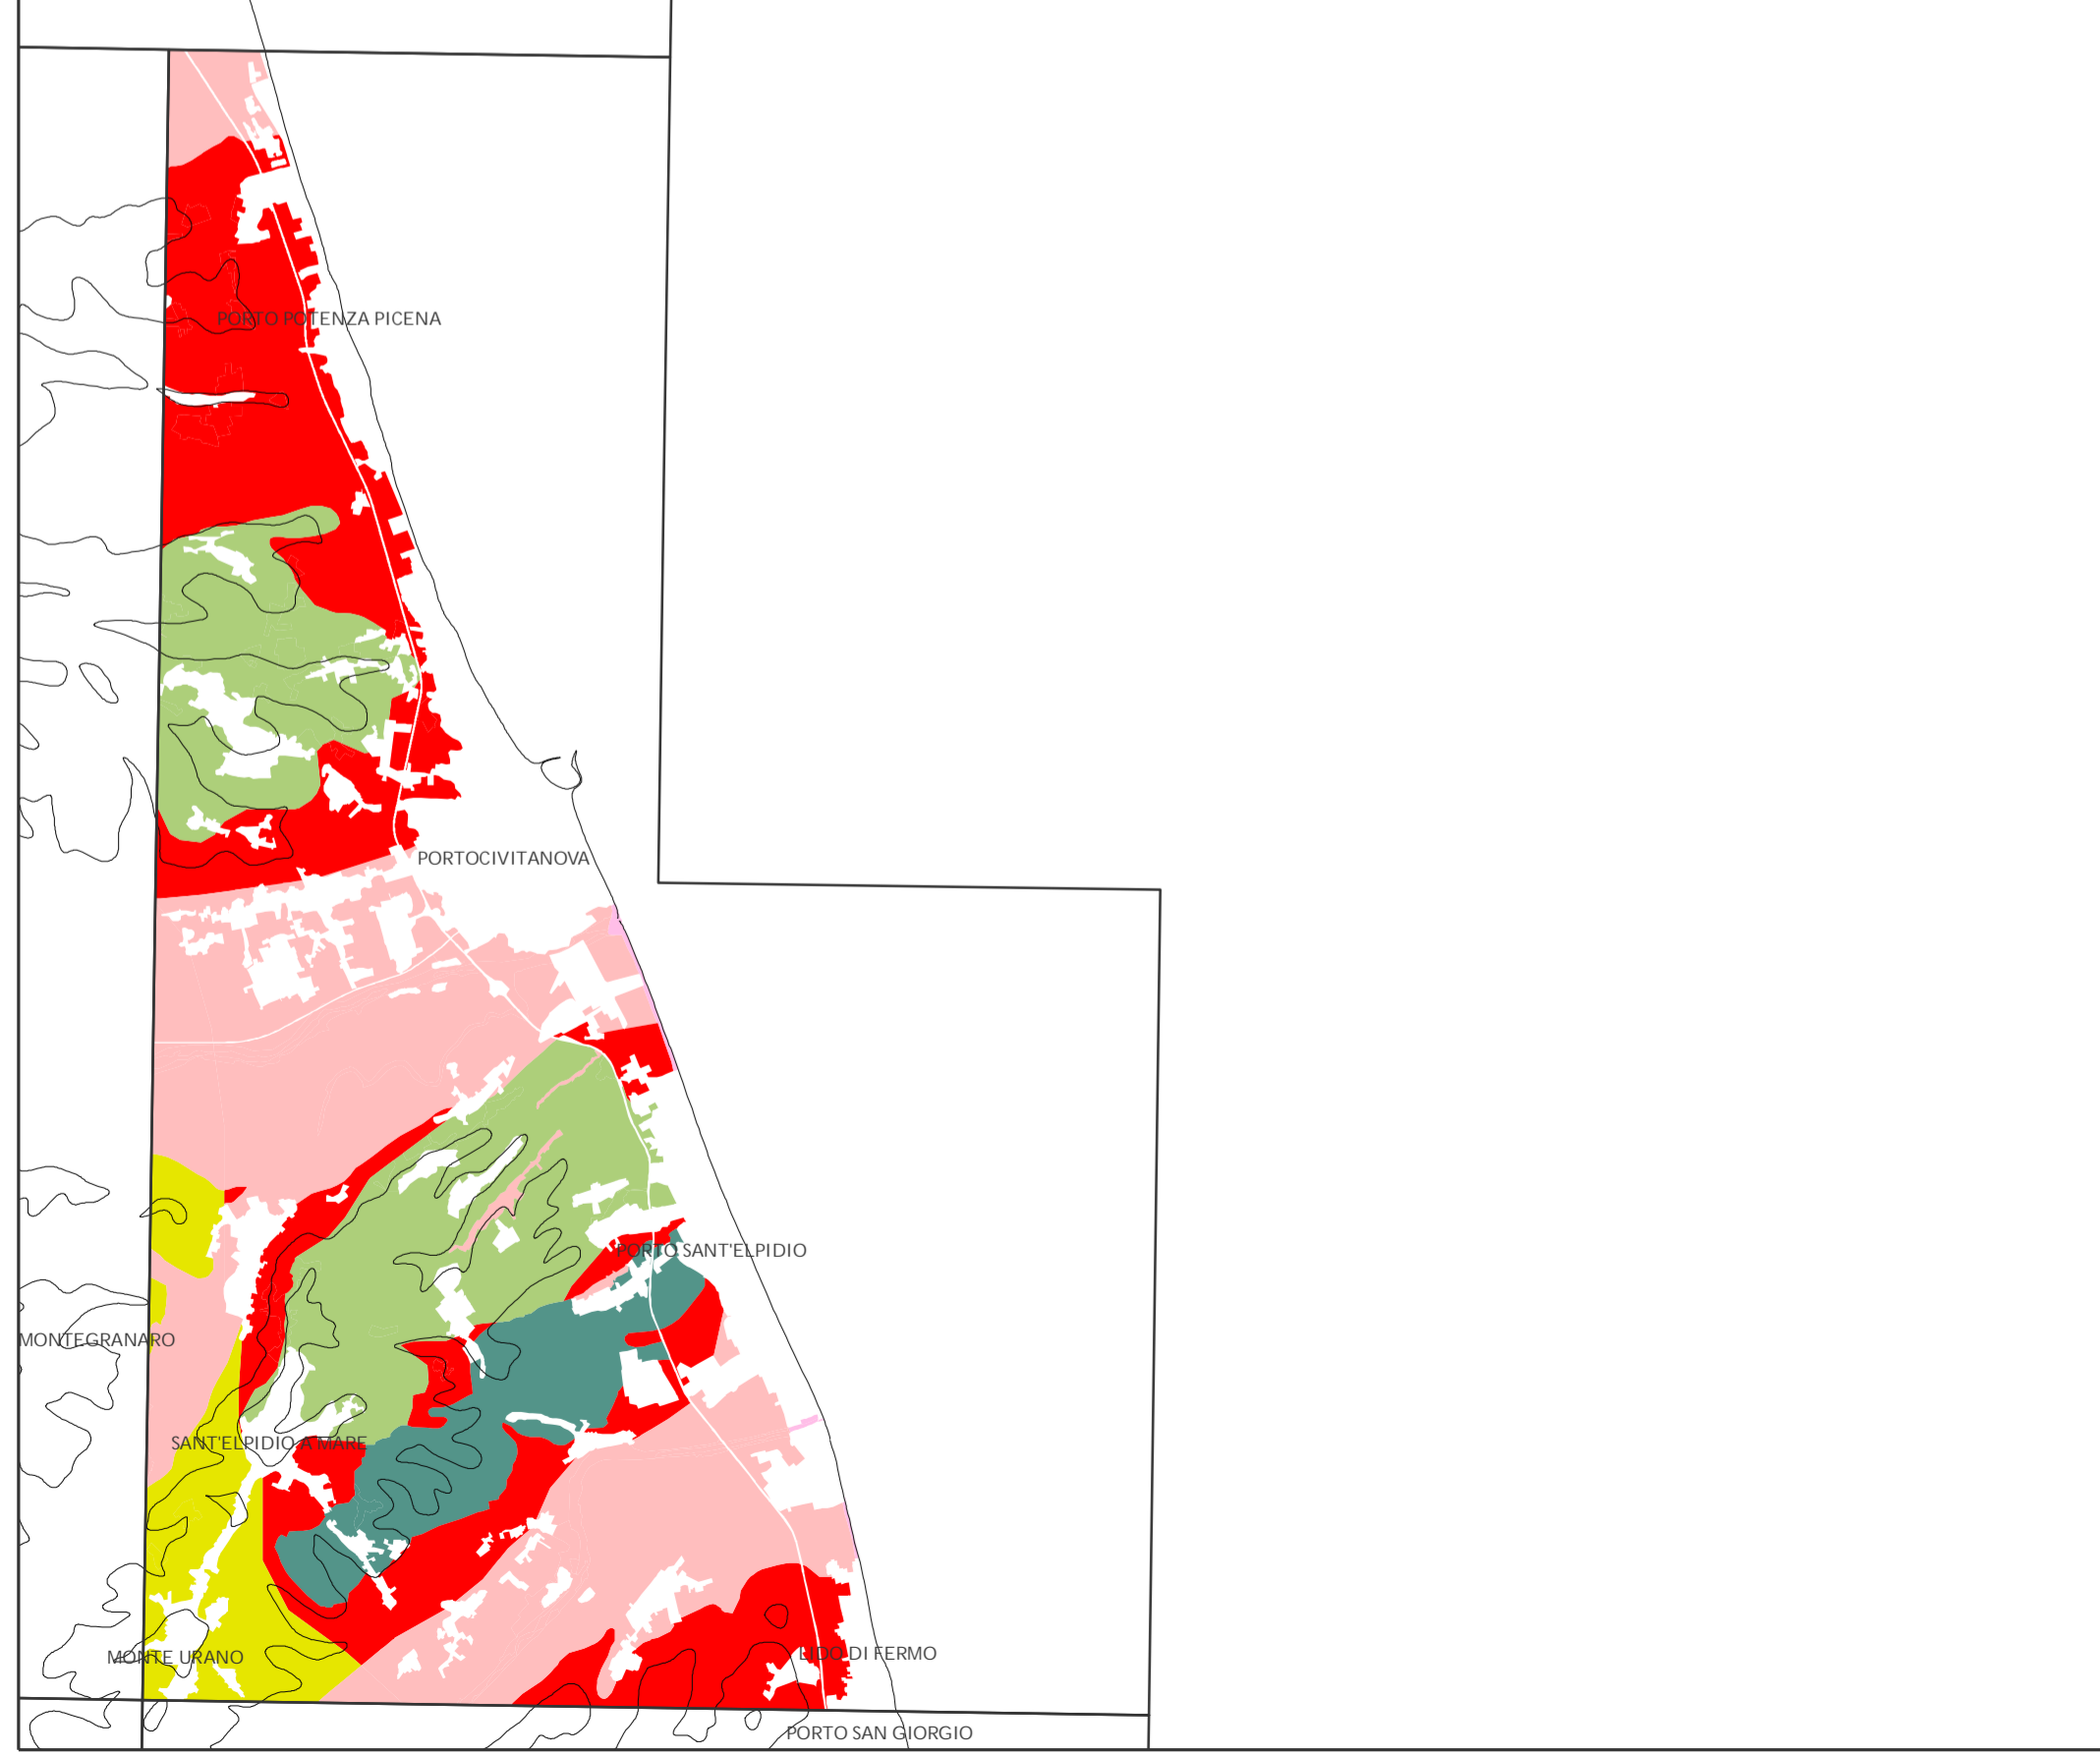 PORTO POTENZA PICENA
PORTOCIVITANOVA
PORTO SANT'ELPIDIO
MONTEGRANARO
SANT'ELPIDIO A MARE
MONTE URANO
LIDO DI FERMO
PORTO SAN GIORGIO